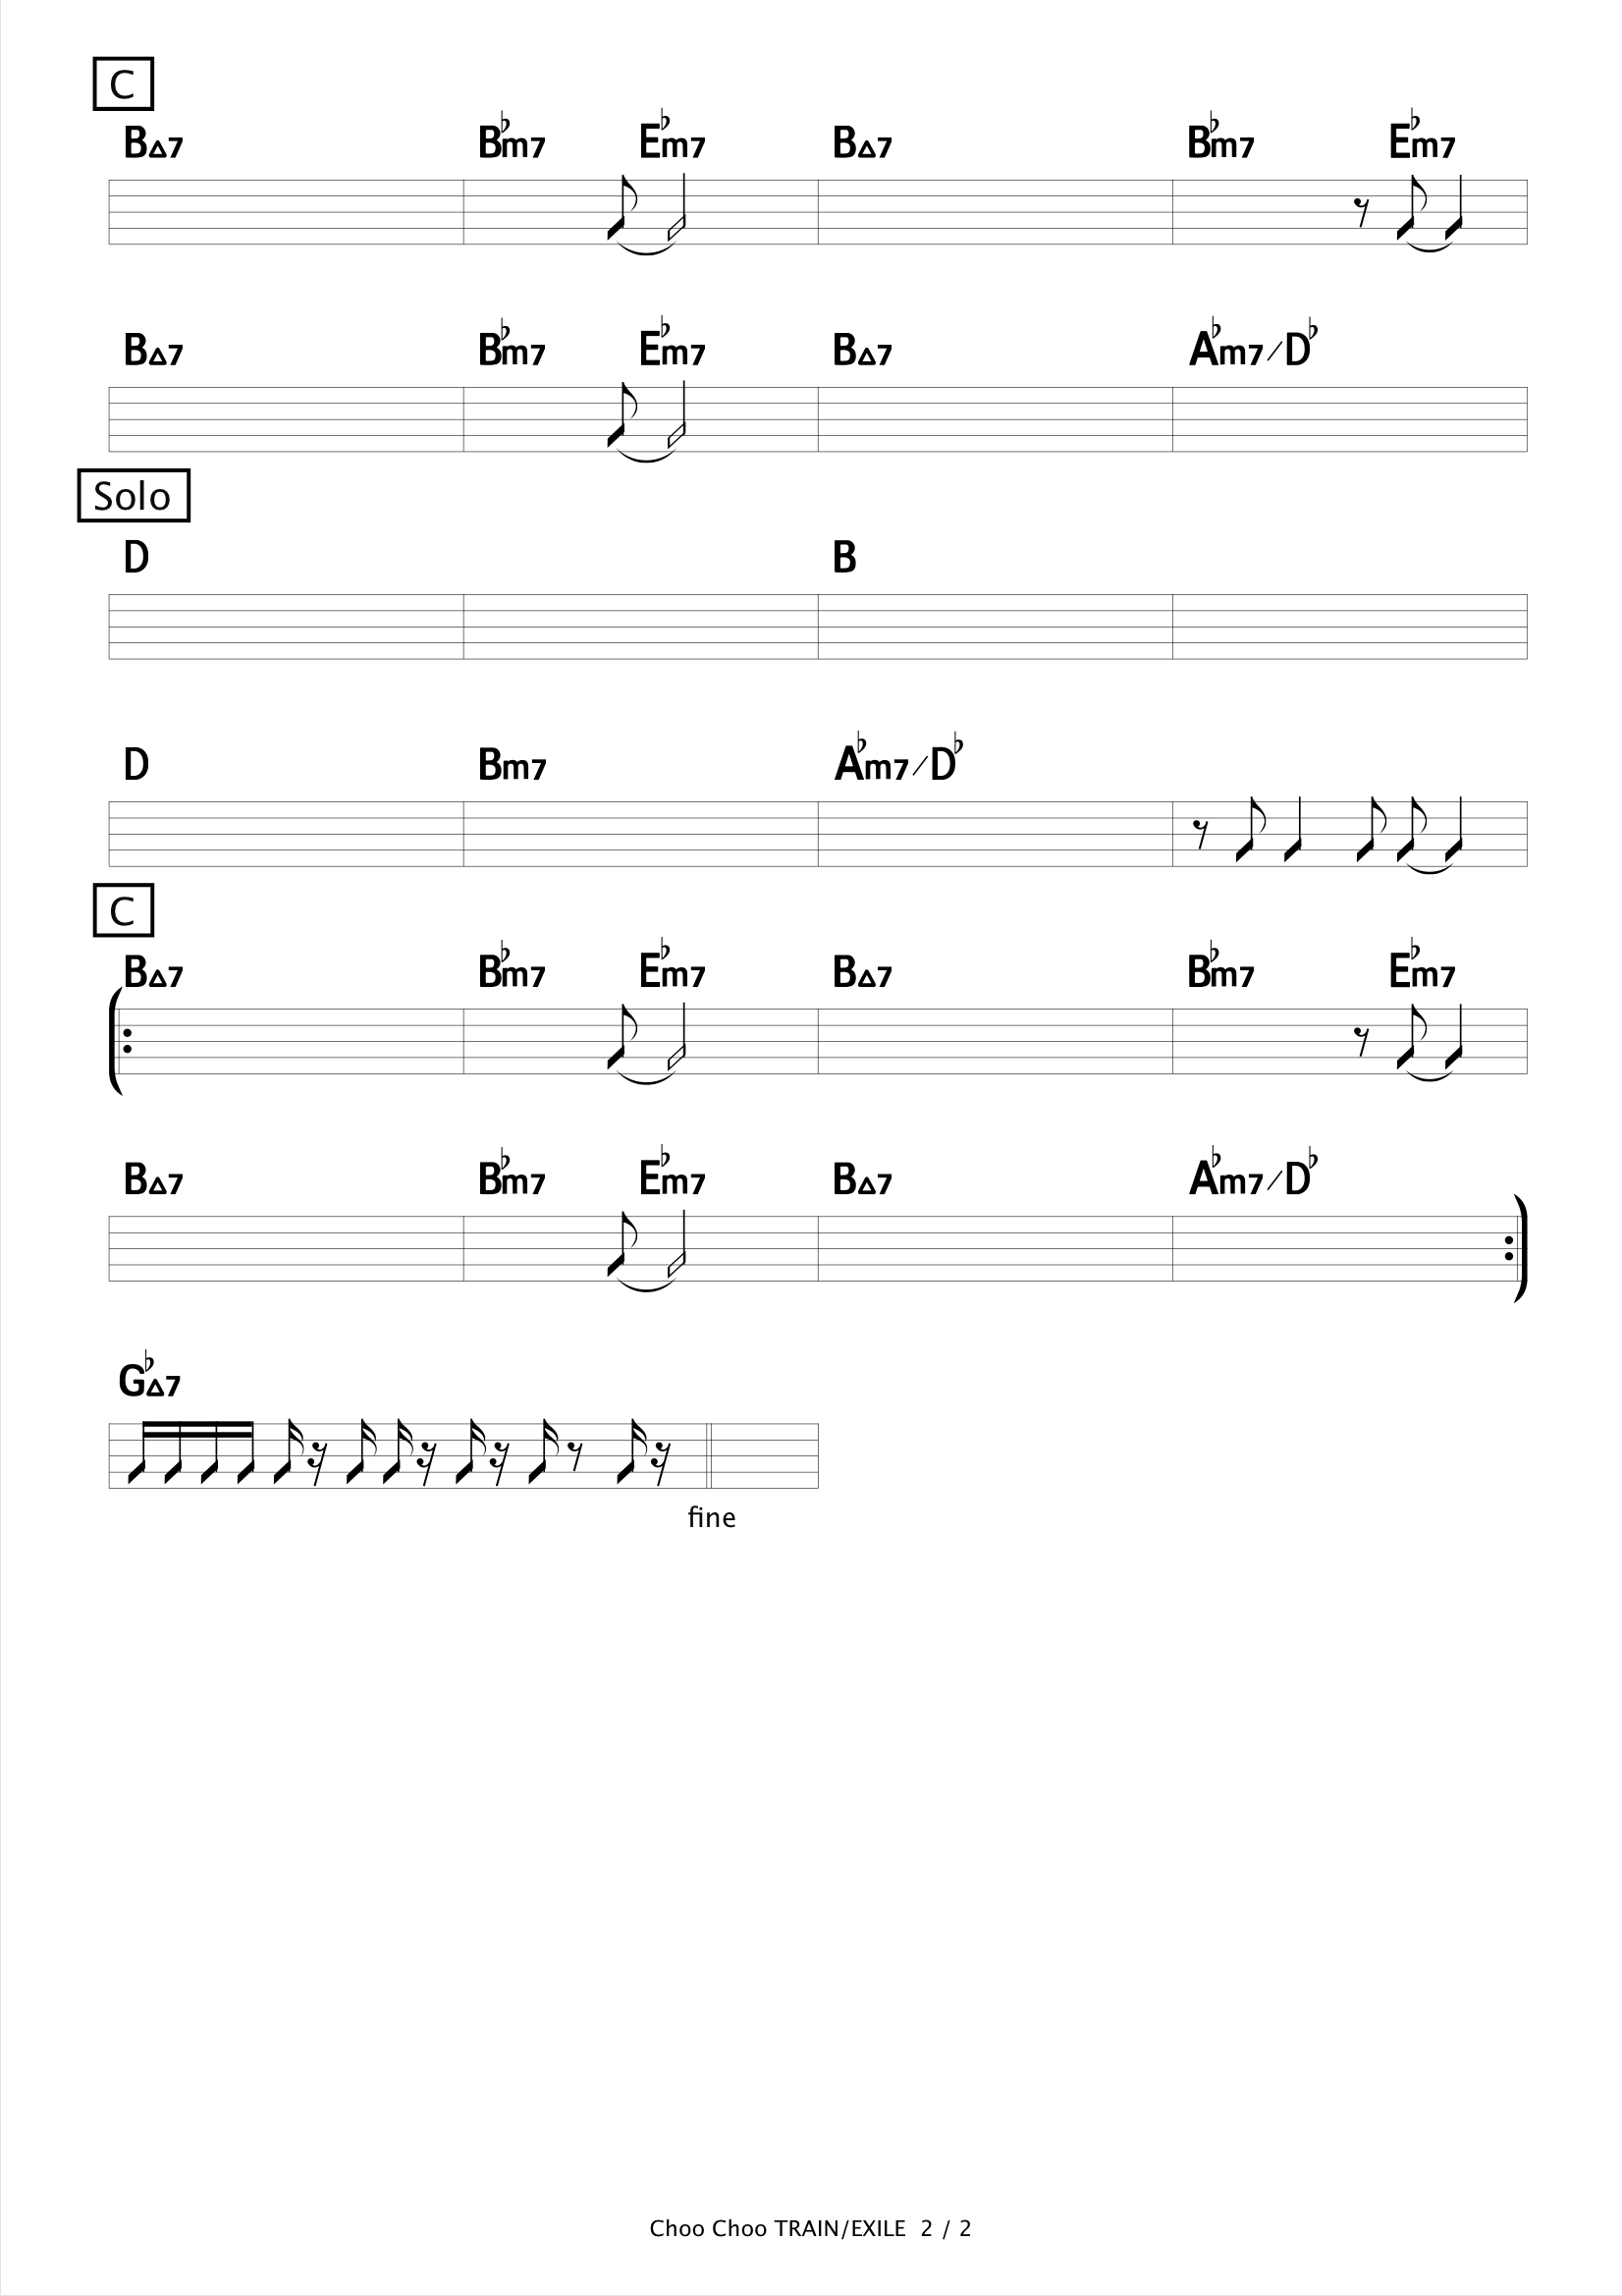 C
B△7 B♭m7 E♭m7 B△7 B♭m7 E♭m7
B△7 B♭m7 E♭m7 B△7 A♭m7/D♭
Solo
D B
D Bm7 A♭m7/D♭
C
B△7 B♭m7 E♭m7 B△7 B♭m7 E♭m7
B△7 B♭m7 E♭m7 B△7 A♭m7/D♭
G♭△7
fine
Choo Choo TRAIN/EXILE 2 / 2